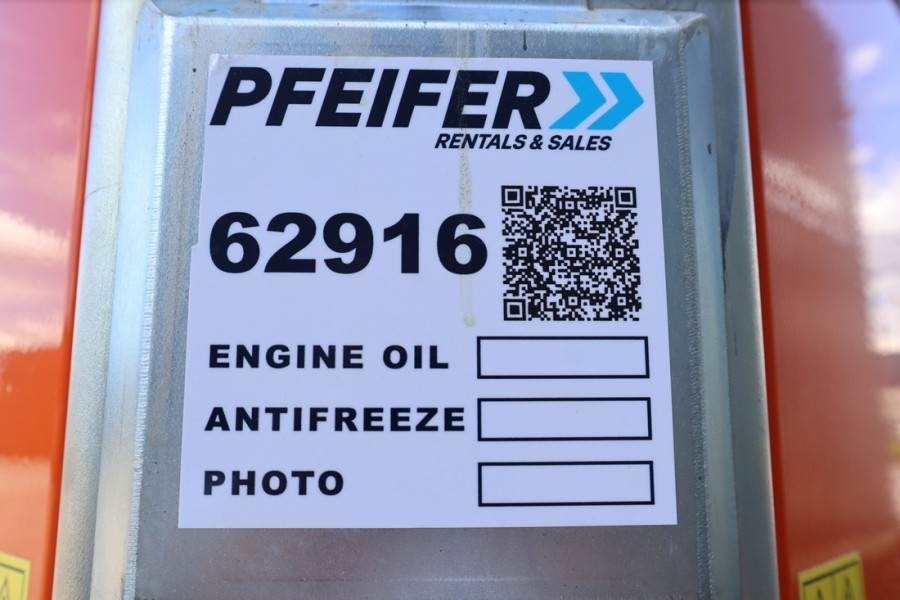 PFEIFER
RENTALS & SALES
62916
ENGINE OIL
ANTIFREEZE
PHOTO